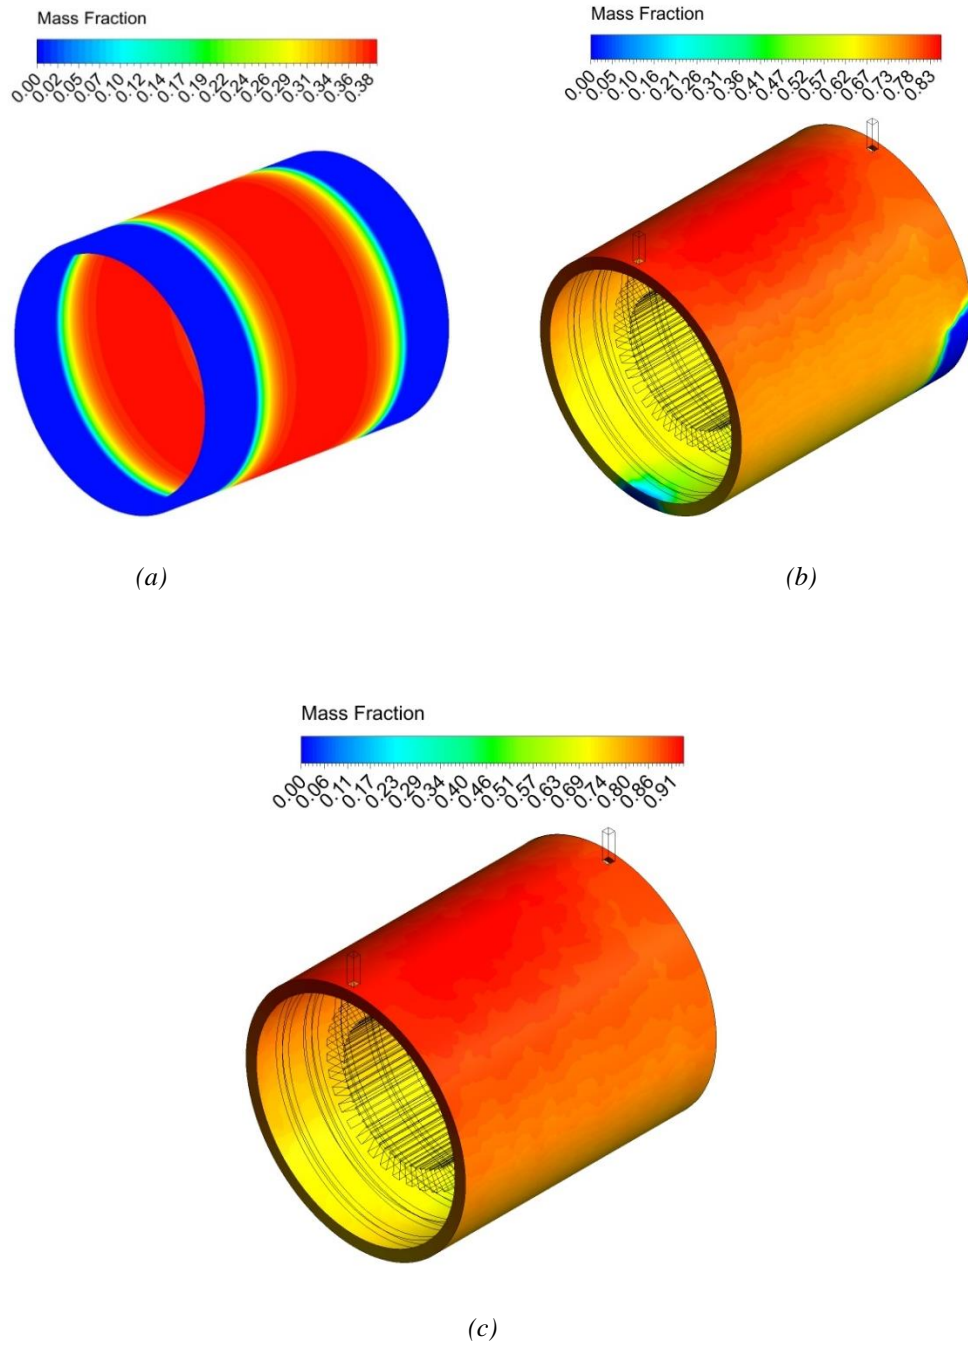 Mass Fraction
0.00 0.02 0.05 0.07 0.10 0.12 0.14 0.17 0.19 0.22 0.24 0.26 0.29 0.31 0.34 0.36 0.38
Mass Fraction
0.00 0.05 0.10 0.16 0.21 0.26 0.31 0.36 0.41 0.47 0.52 0.57 0.62 0.67 0.73 0.78 0.83
(a)
(b)
Mass Fraction
0.00 0.06 0.11 0.17 0.23 0.29 0.34 0.40 0.46 0.51 0.57 0.63 0.69 0.74 0.80 0.86 0.91
(c)